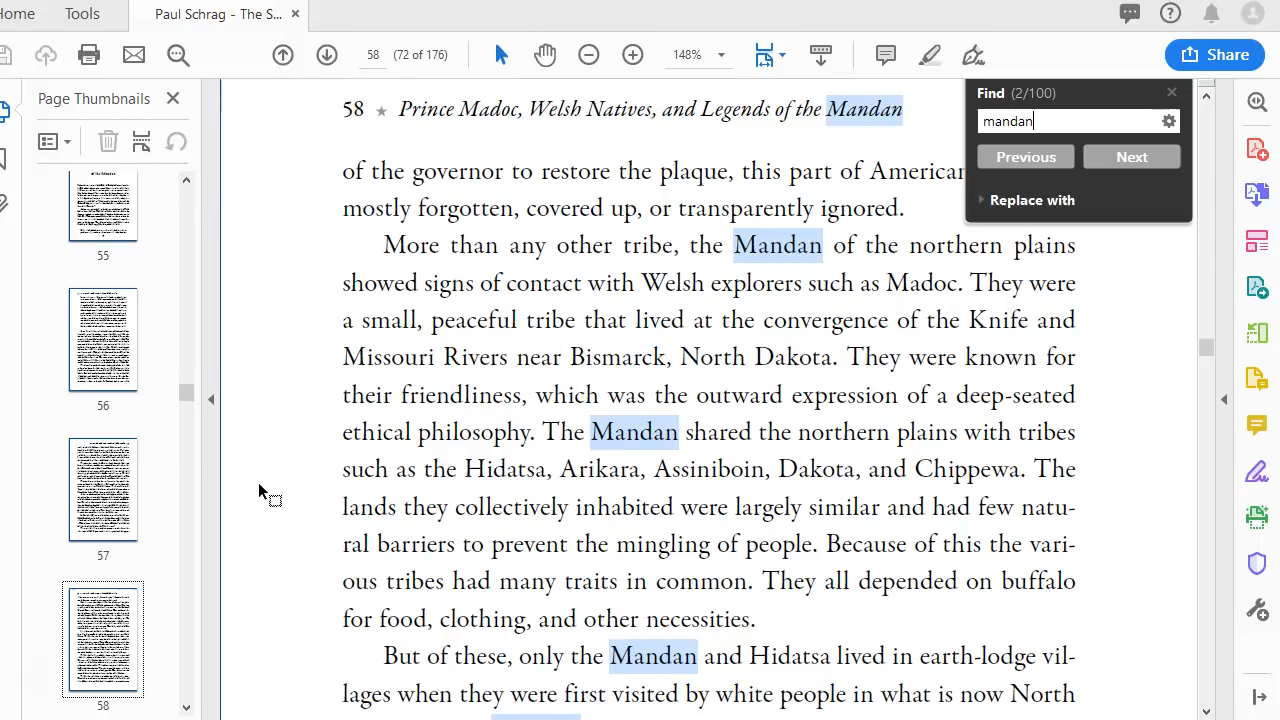 Home Tools Paul Schrag - The S... ×
58 (72 of 176) 148% Share
Page Thumbnails
55
56
57
58
Find (2/100)
mandan
Previous Next
Replace with
58 ★ Prince Madoc, Welsh Natives, and Legends of the Mandan
of the governor to restore the plaque, this part of American
mostly forgotten, covered up, or transparently ignored.
More than any other tribe, the Mandan of the northern plains
showed signs of contact with Welsh explorers such as Madoc. They were
a small, peaceful tribe that lived at the convergence of the Knife and
Missouri Rivers near Bismarck, North Dakota. They were known for
their friendliness, which was the outward expression of a deep-seated
ethical philosophy. The Mandan shared the northern plains with tribes
such as the Hidatsa, Arikara, Assiniboin, Dakota, and Chippewa. The
lands they collectively inhabited were largely similar and had few natu-
ral barriers to prevent the mingling of people. Because of this the vari-
ous tribes had many traits in common. They all depended on buffalo
for food, clothing, and other necessities.
But of these, only the Mandan and Hidatsa lived in earth-lodge vil-
lages when they were first visited by white people in what is now North